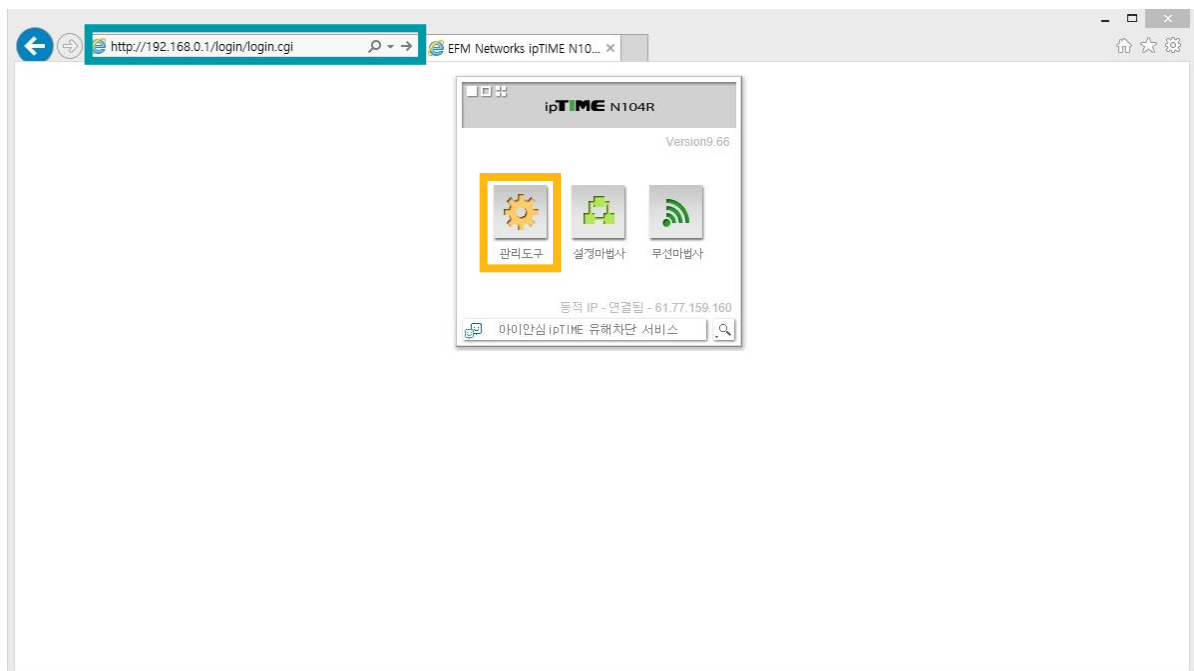 http://192.168.0.1/login/login.cgi
EFM Networks ipTIME N10...
ipTIME N104R
Version9.66
관리도구 설정마법사 무선마법사
동적 IP - 연결됨 - 61.77.159.160
아이안심 ipTIME 유해차단 서비스